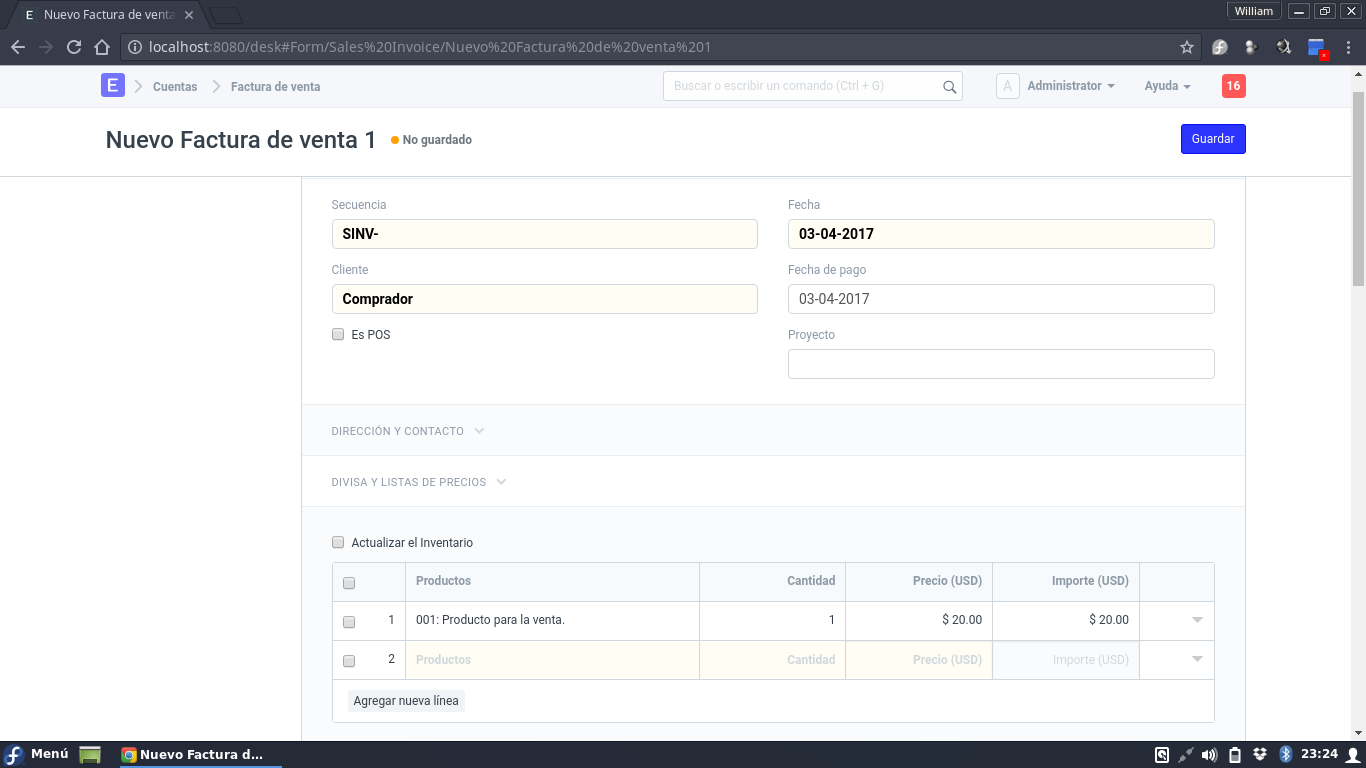 E Nuevo Factura de venta
William
localhost:8080/desk#Form/Sales%20Invoice/Nuevo%20Factura%20de%20venta%201
E Cuentas Factura de venta
Buscar o escribir un comando (Ctrl + G)
A Administrator
Ayuda
16
Nuevo Factura de venta 1
No guardado
Guardar
Secuencia
SINV-
Fecha
03-04-2017
Cliente
Comprador
Fecha de pago
03-04-2017
Es POS
Proyecto
DIRECCIÓN Y CONTACTO
DIVISA Y LISTAS DE PRECIOS
Actualizar el Inventario
Productos Cantidad Precio (USD) Importe (USD)
1 001: Producto para la venta. 1 $ 20.00 $ 20.00
2 Productos Cantidad Precio (USD) Importe (USD)
Agregar nueva línea
Menú
Nuevo Factura d...
23:24